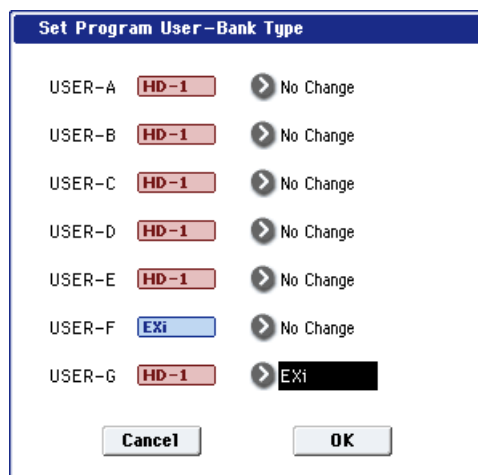 Set Program User-Bank Type
USER-A HD-1 No Change
USER-B HD-1 No Change
USER-C HD-1 No Change
USER-D HD-1 No Change
USER-E HD-1 No Change
USER-F EXi No Change
USER-G HD-1 EXi
Cancel OK